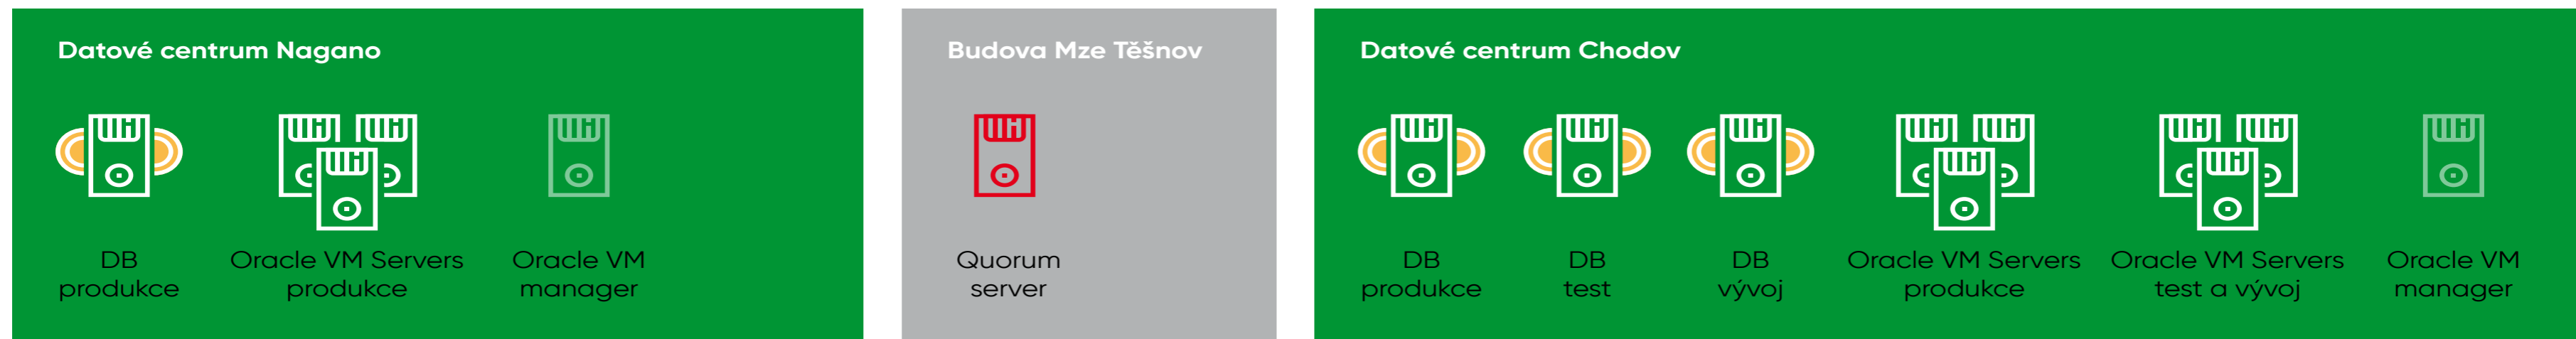 Datové centrum Nagano
DB
produkce
Oracle VM Servers
produkce
Oracle VM
manager
Budova Mze Těšnov
Quorum
server
Datové centrum Chodov
DB
produkce
DB
test
DB
vývoj
Oracle VM Servers
produkce
Oracle VM Servers
test a vývoj
Oracle VM
manager